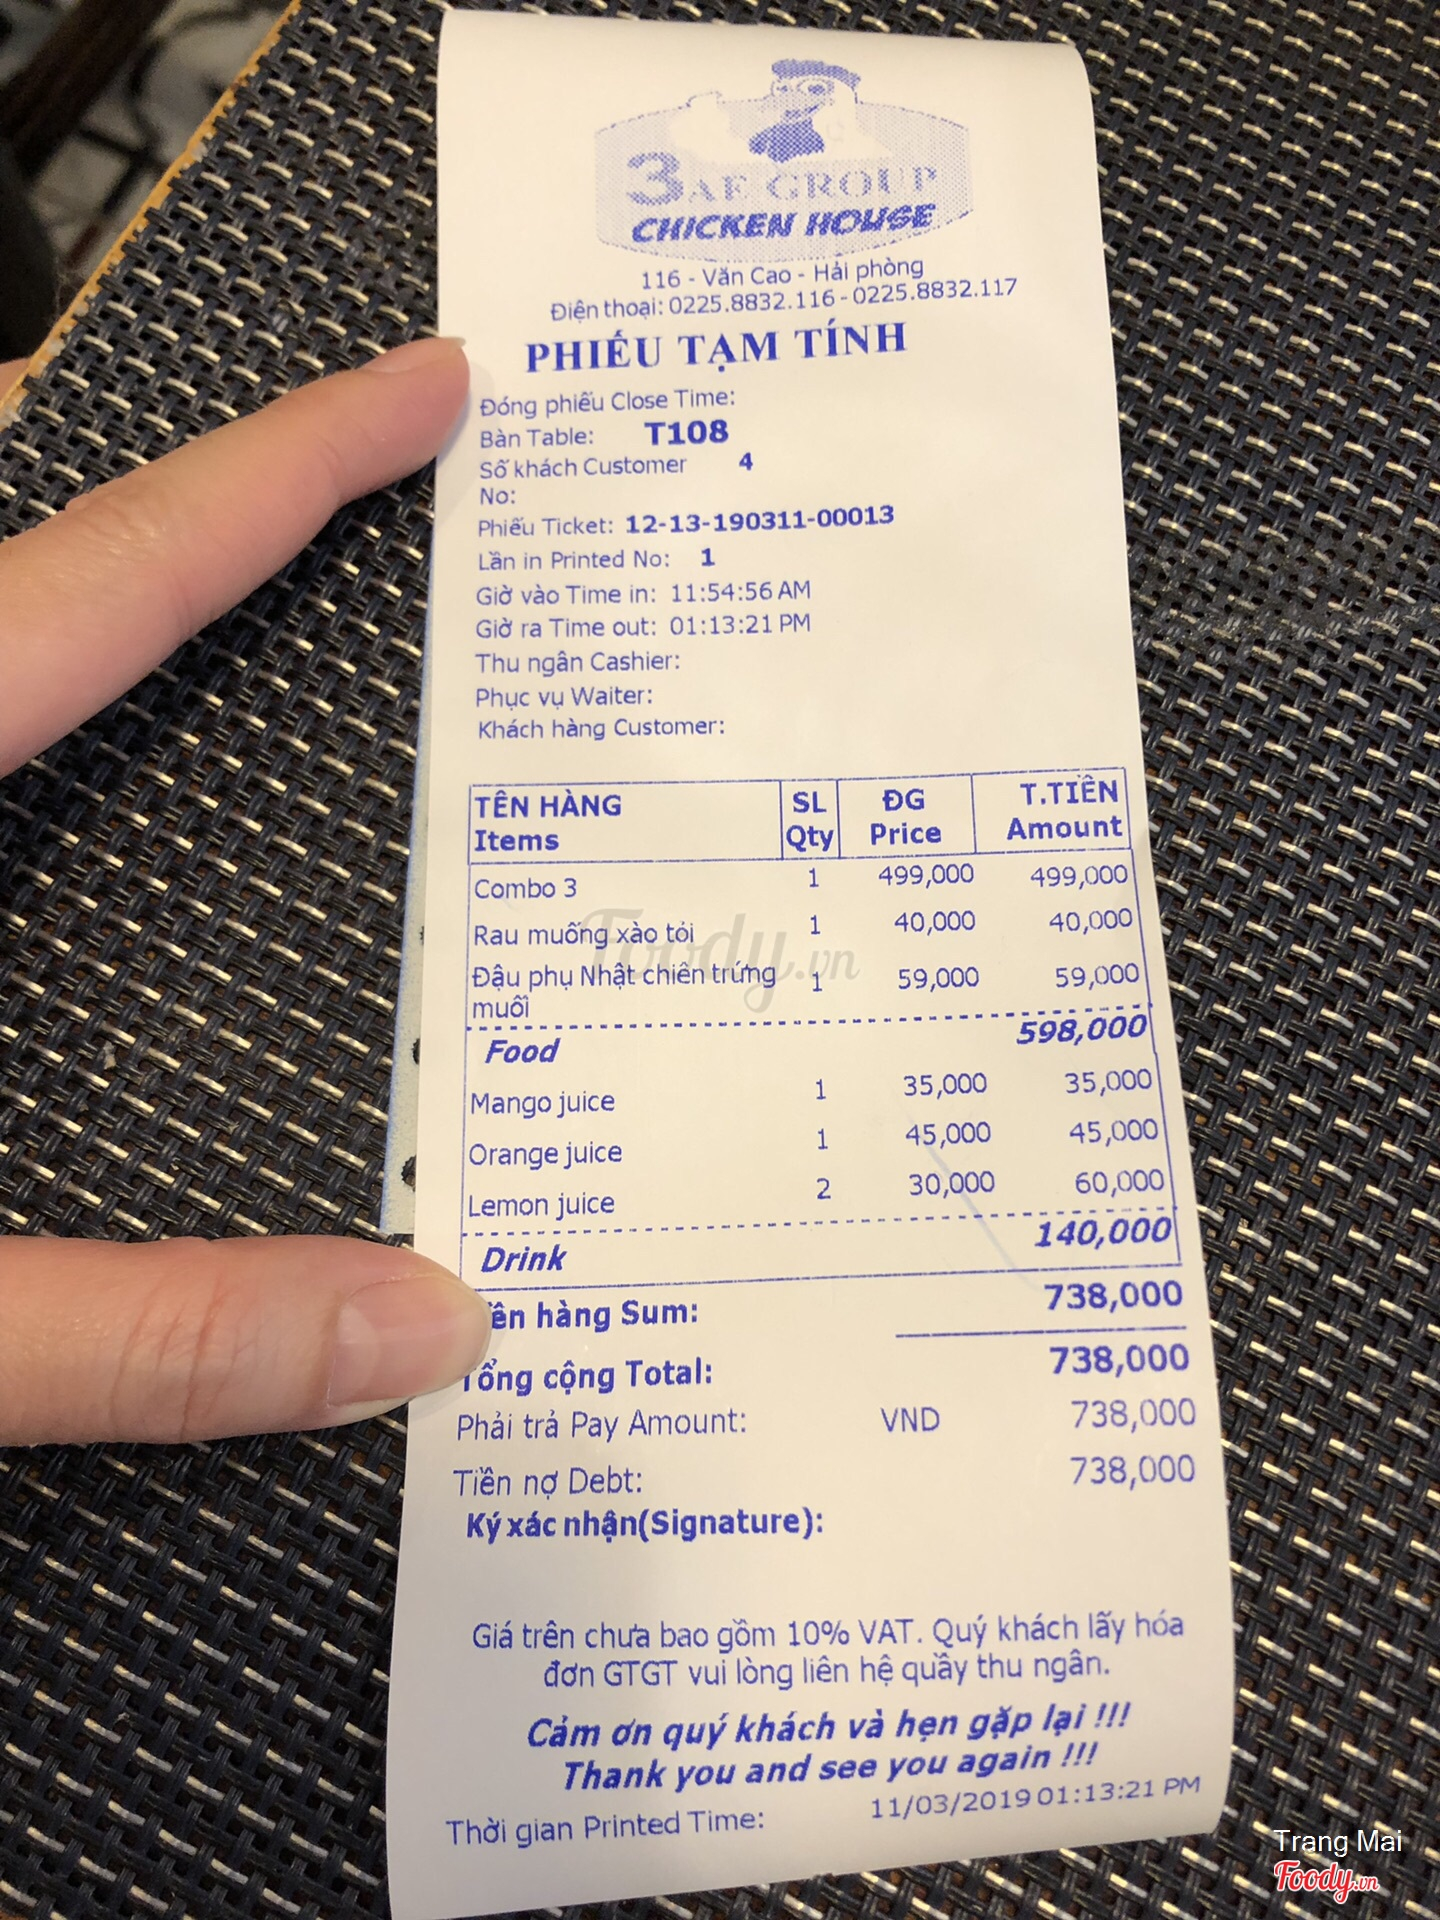 3AE GROUP
CHICKEN HOUSE
116 - Văn Cao - Hải phòng
Điện thoại: 0225.8832.116 - 0225.8832.117
PHIẾU TẠM TÍNH
Đóng phiếu Close Time:
Bàn Table: T108
Số khách Customer 4
No:
Phiếu Ticket: 12-13-190311-00013
Lần in Printed No: 1
Giờ vào Time in: 11:54:56 AM
Giờ ra Time out: 01:13:21 PM
Thu ngân Cashier:
Phục vụ Waiter:
Khách hàng Customer:
TÊN HÀNG SL ĐG T.TIỀN
Items Qty Price Amount
Combo 3 1 499,000 499,000
Rau muống xào tỏi 1 40,000 40,000
Đậu phụ Nhật chiên trứng 1 59,000 59,000
muối
Food 598,000
Mango juice 1 35,000 35,000
Orange juice 1 45,000 45,000
Lemon juice 2 30,000 60,000
Drink 140,000
ền hàng Sum: 738,000
Tổng cộng Total: 738,000
Phải trả Pay Amount: VND 738,000
Tiền nợ Debt: 738,000
Ký xác nhận(Signature):
Giá trên chưa bao gồm 10% VAT. Quý khách lấy hóa
đơn GTGT vui lòng liên hệ quầy thu ngân.
Cảm ơn quý khách và hẹn gặp lại !!!
Thank you and see you again !!!
Thời gian Printed Time: 11/03/2019 01:13:21 PM
Foody.vn
Trang Mai
Foody.vn